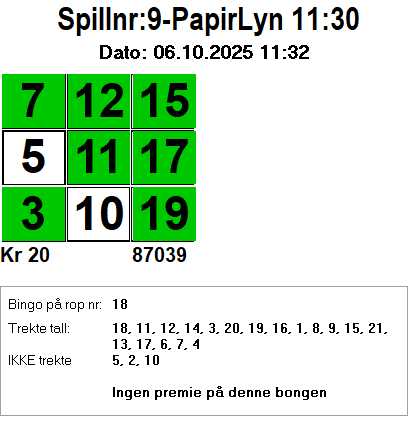 Spillnr:9-PapirLyn 11:30
Dato: 06.10.2025 11:32
7 12 15
5 11 17
3 10 19
Kr 20 87039
Bingo på rop nr: 18
Trekte tall: 18, 11, 12, 14, 3, 20, 19, 16, 1, 8, 9, 15, 21,
13, 17, 6, 7, 4
IKKE trekte 5, 2, 10
Ingen premie på denne bongen